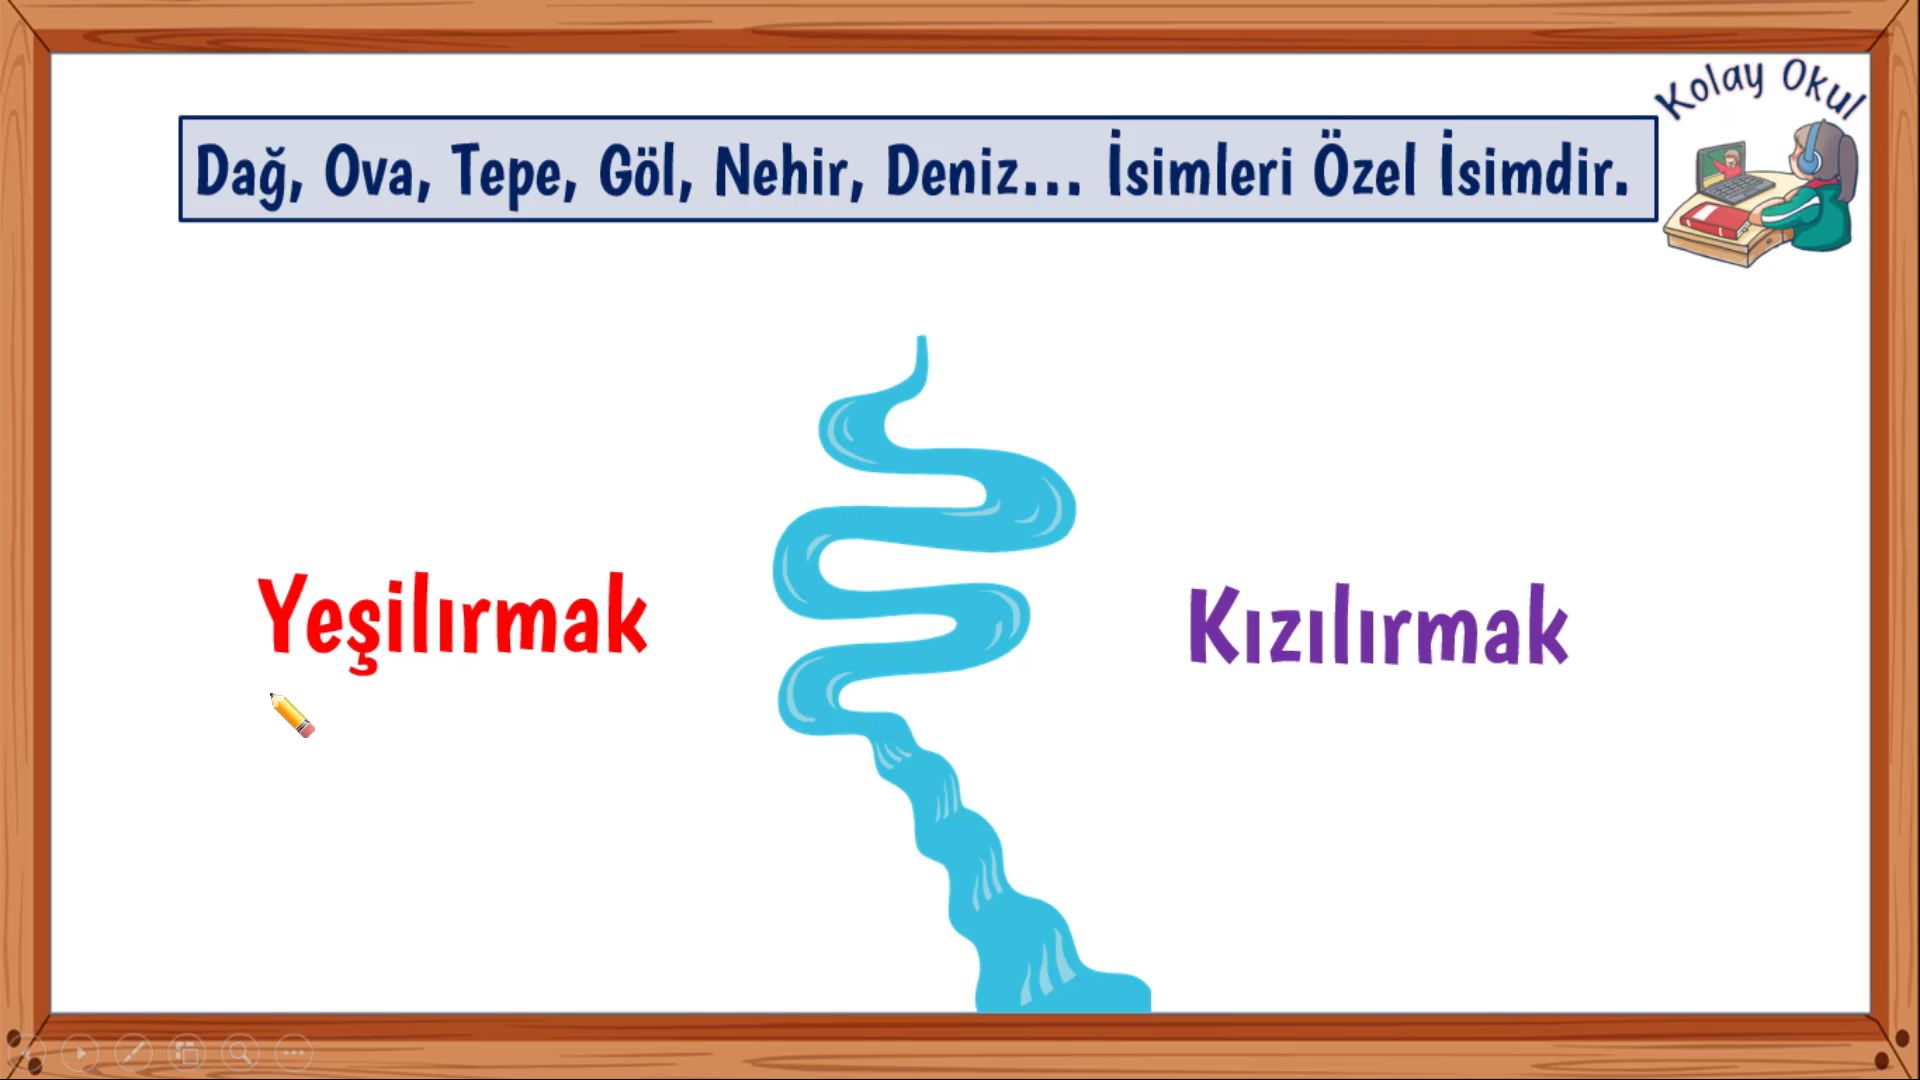 Kolay Okul
Dağ, Ova, Tepe, Göl, Nehir, Deniz... İsimleri Özel İsimdir.
Yeşilırmak
Kızılırmak